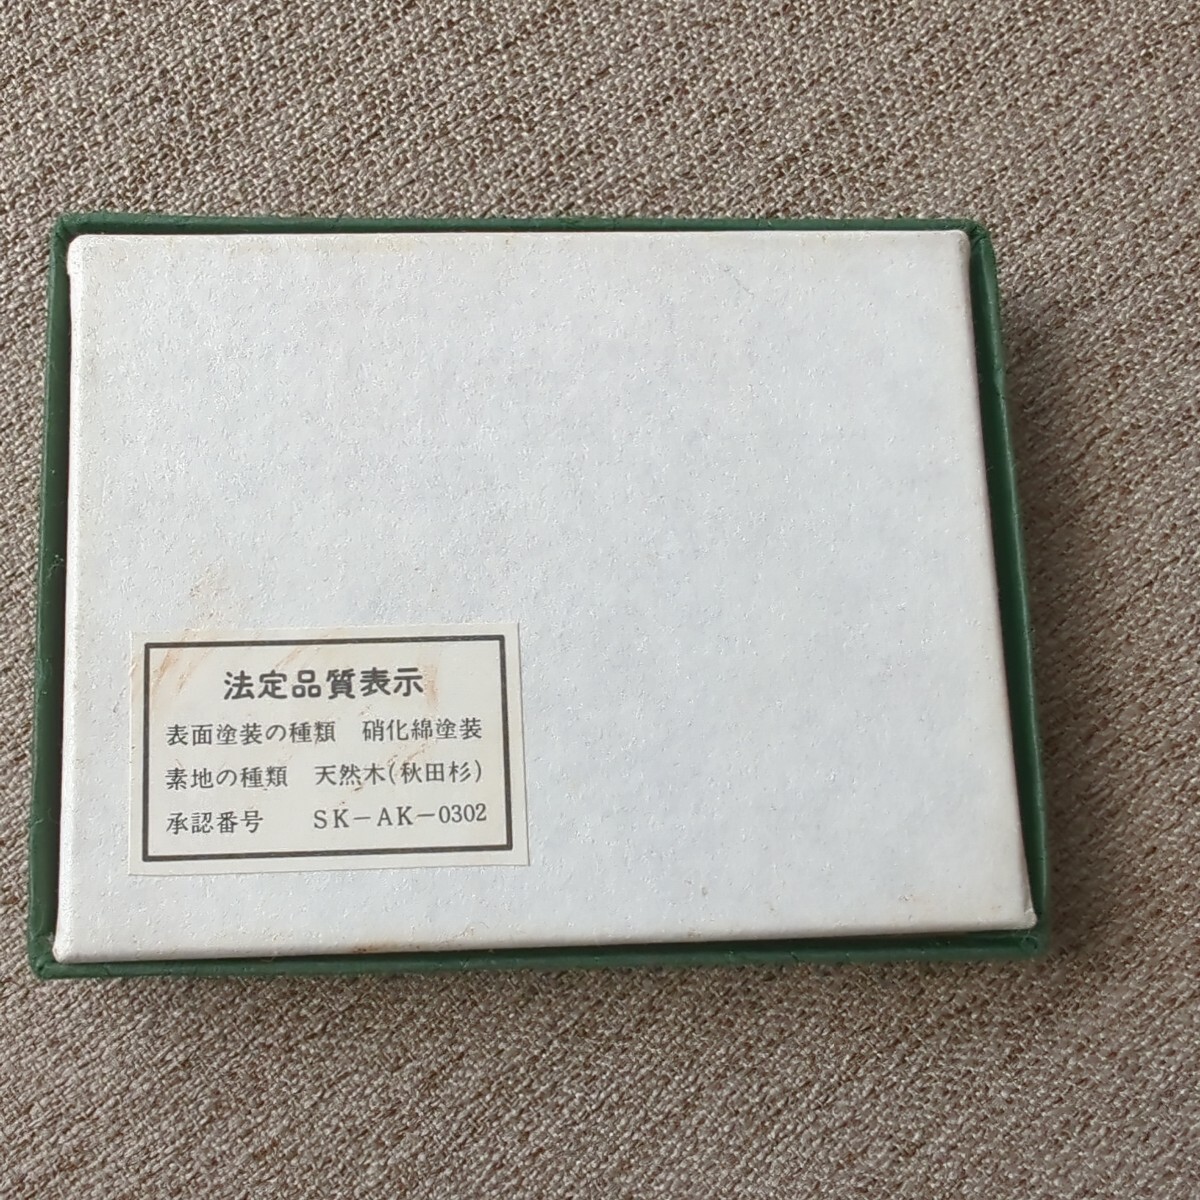 法定品質表示
表面塗装の種類　硝化綿塗装
素地の種類　天然木(秋田杉)
承認番号　SK-AK-0302